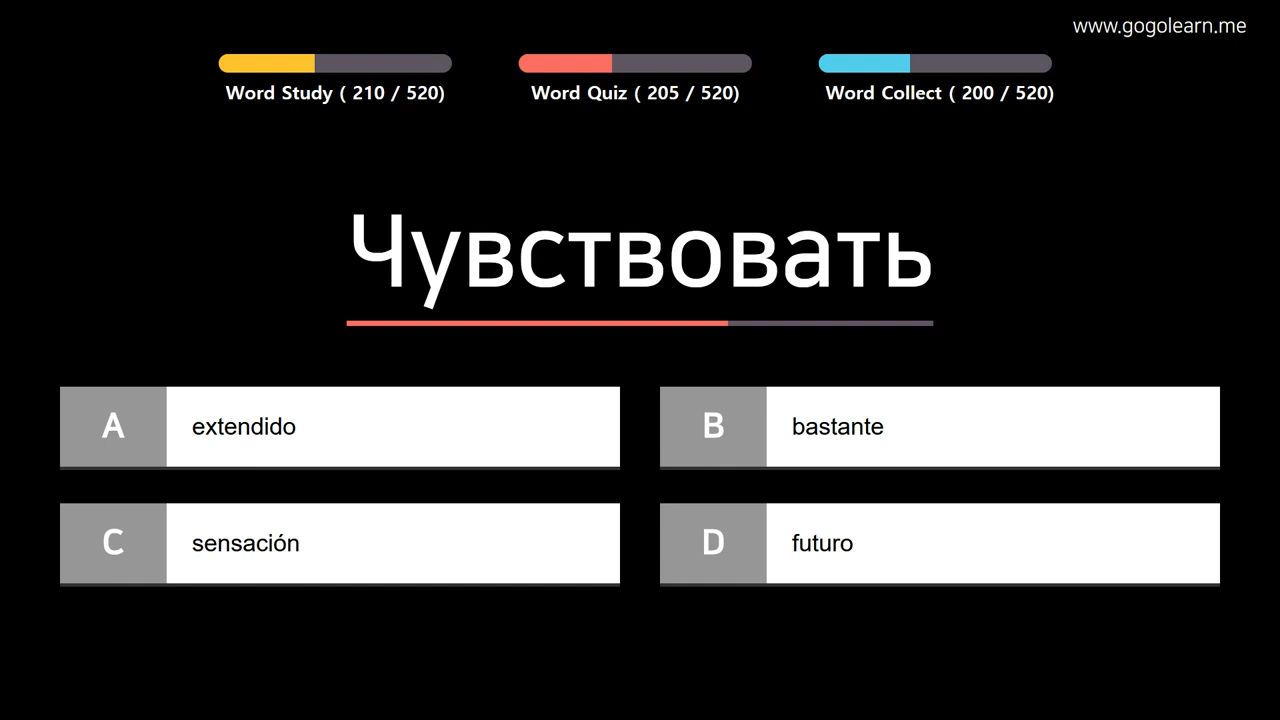 www.gogolearn.me
Word Study ( 210 / 520)
Word Quiz ( 205 / 520)
Word Collect ( 200 / 520)
Чувствовать
A extendido
B bastante
C sensación
D futuro